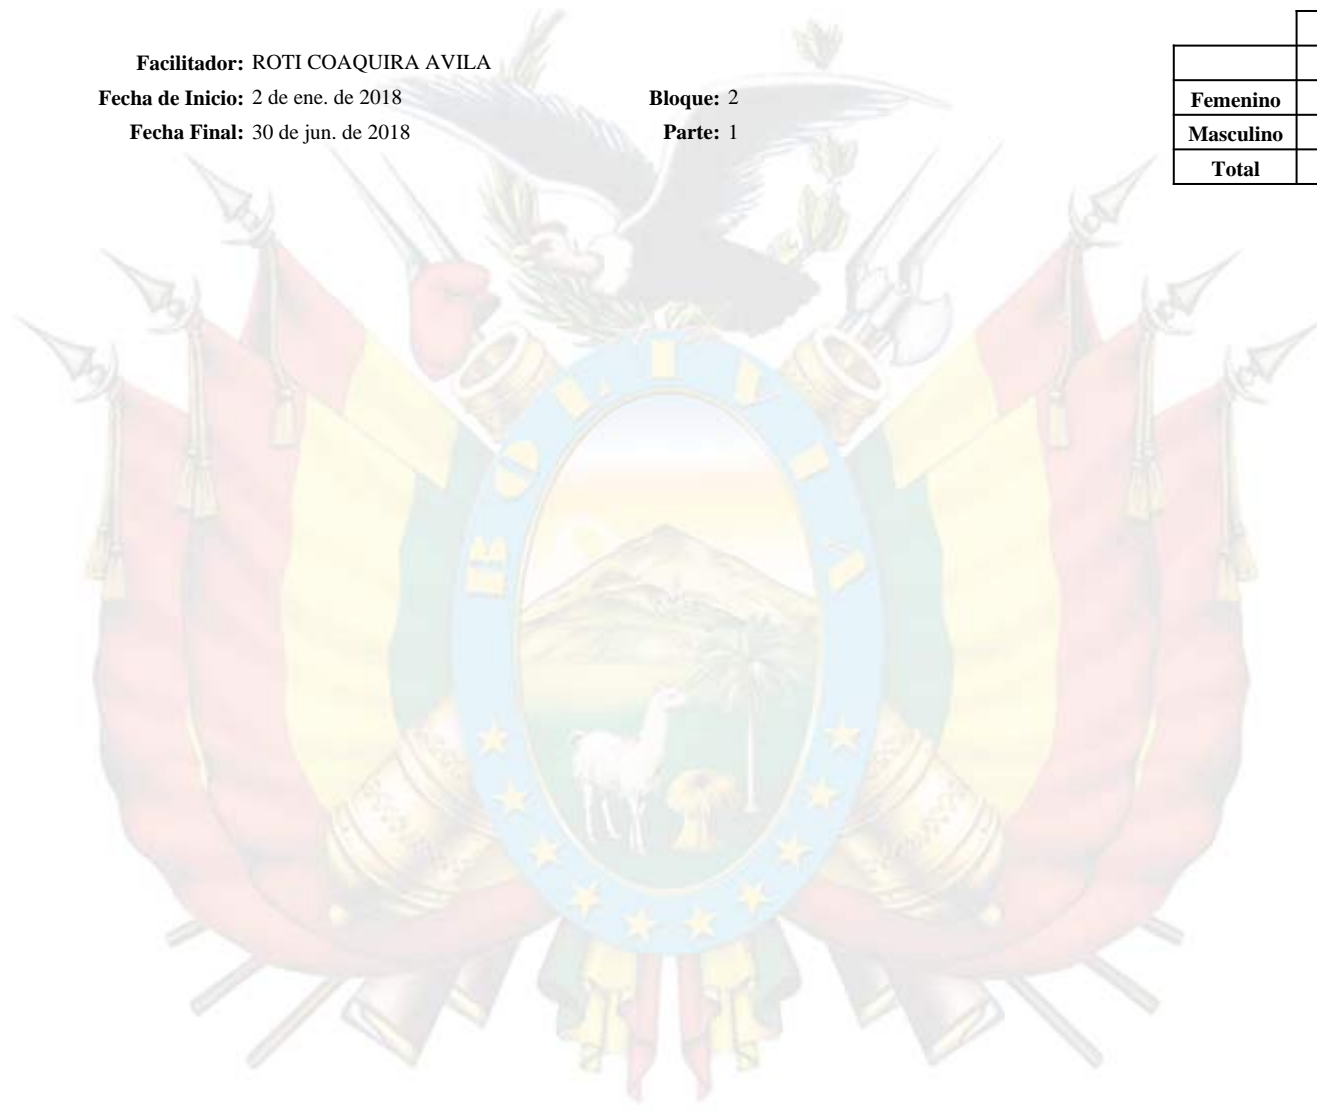 Facilitador: ROTI COAQUIRA AVILA
Fecha de Inicio: 2 de ene. de 2018 Bloque: 2
Fecha Final: 30 de jun. de 2018 Parte: 1
Femenino
Masculino
Total
BOLIVIA